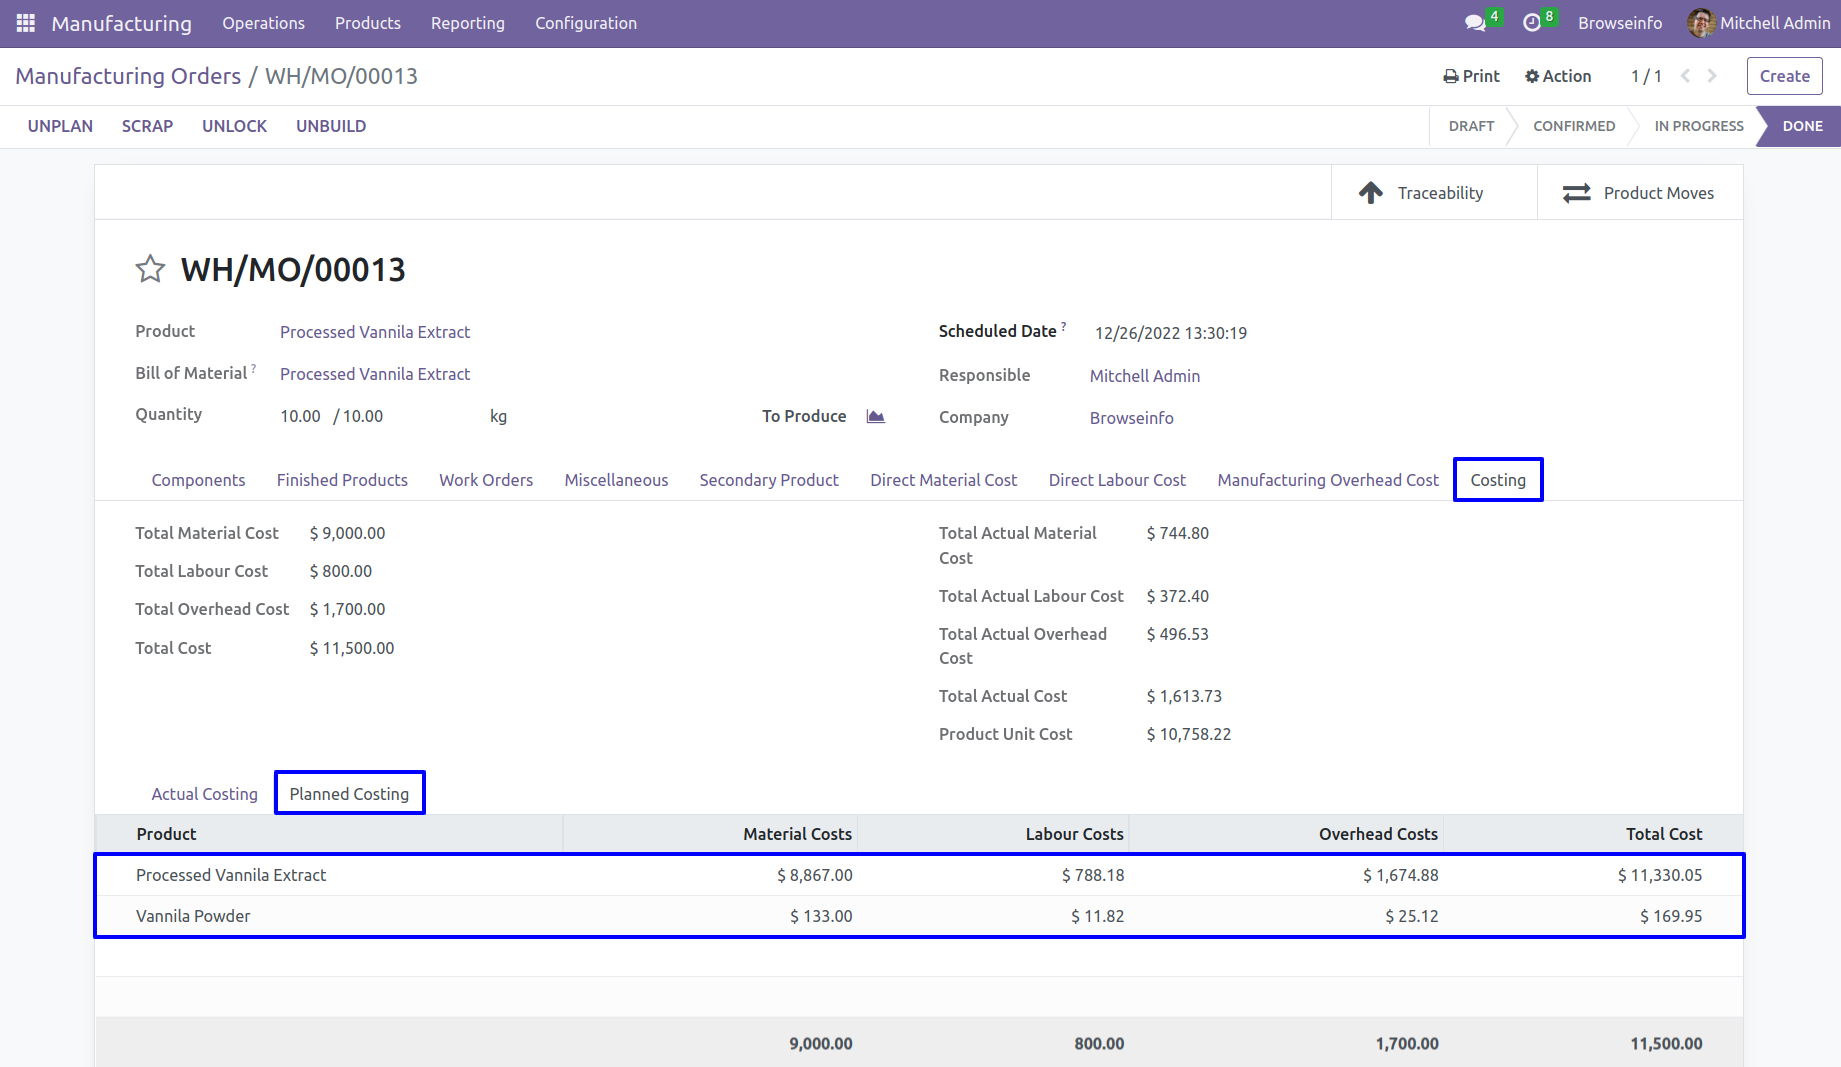 Manufacturing Operations Products Reporting Configuration 4 8 Browseinfo Mitchell Admin
Manufacturing Orders / WH/MO/00013 Print Action 1 / 1 Create
UNPLAN SCRAP UNLOCK UNBUILD DRAFT CONFIRMED IN PROGRESS DONE
Traceability Product Moves
WH/MO/00013
Product Processed Vannila Extract Scheduled Date ? 12/26/2022 13:30:19
Bill of Material ? Processed Vannila Extract Responsible Mitchell Admin
Quantity 10.00 / 10.00 kg To Produce Company Browseinfo
Components Finished Products Work Orders Miscellaneous Secondary Product Direct Material Cost Direct Labour Cost Manufacturing Overhead Cost Costing
Total Material Cost $ 9,000.00
Total Labour Cost $ 800.00
Total Overhead Cost $ 1,700.00
Total Cost $ 11,500.00
Total Actual Material $ 744.80
Cost
Total Actual Labour Cost $ 372.40
Total Actual Overhead $ 496.53
Cost
Total Actual Cost $ 1,613.73
Product Unit Cost $ 10,758.22
Actual Costing Planned Costing
Product Material Costs Labour Costs Overhead Costs Total Cost
Processed Vannila Extract $ 8,867.00 $ 788.18 $ 1,674.88 $ 11,330.05
Vannila Powder $ 133.00 $ 11.82 $ 25.12 $ 169.95
9,000.00 800.00 1,700.00 11,500.00